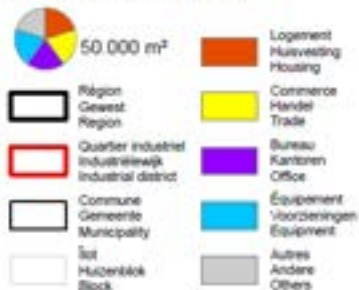 50 000 m²
Région
Gewest
Region
Quartier industriel
Industriëlewijk
Industrial district
Commune
Gemeente
Municipality
Îlot
Huizenblok
Block
Logement
Huisvesting
Housing
Commerce
Handel
Trade
Bureau
Kantoren
Office
Équipement
Voorzieningen
Equipment
Autres
Andere
Others